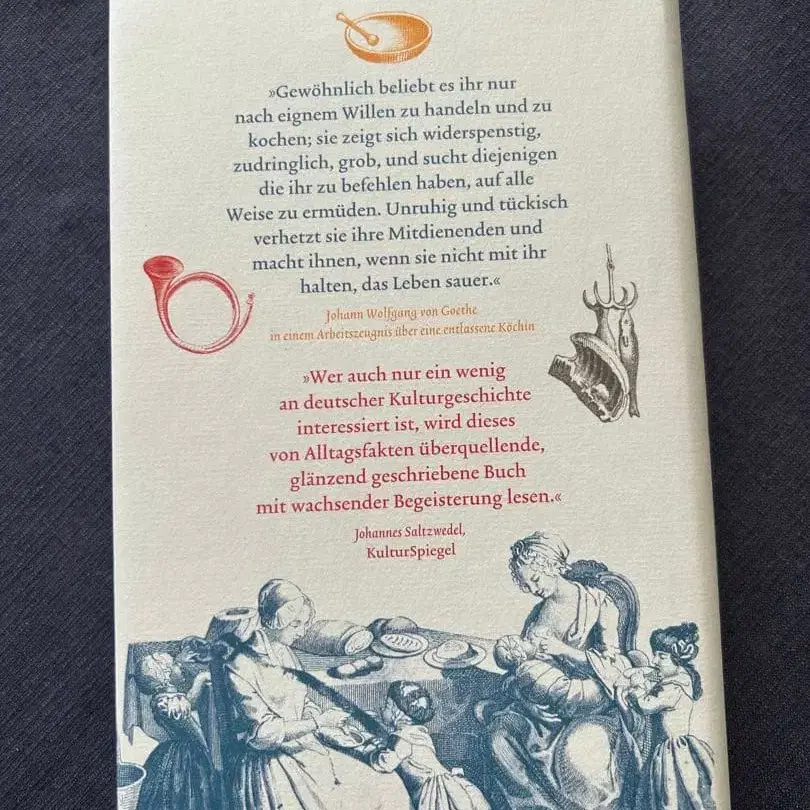 »Gewöhnlich beliebt es ihr nur
nach eignem Willen zu handeln und zu
kochen; sie zeigt sich widerspenstig,
zudringlich, grob, und sucht diejenigen
die ihr zu befehlen haben, auf alle
Weise zu ermüden. Unruhig und tückisch
verhetzt sie ihre Mitdienenden und
macht ihnen, wenn sie nicht mit ihr
halten, das Leben sauer.«
Johann Wolfgang von Goethe
in einem Arbeitszeugnis über eine entlassene Köchin
»Wer auch nur ein wenig
an deutscher Kulturgeschichte
interessiert ist, wird dieses
von Alltagsfakten überquellende,
glänzend geschriebene Buch
mit wachsender Begeisterung lesen.«
Johannes Saltzwedel,
KulturSpiegel